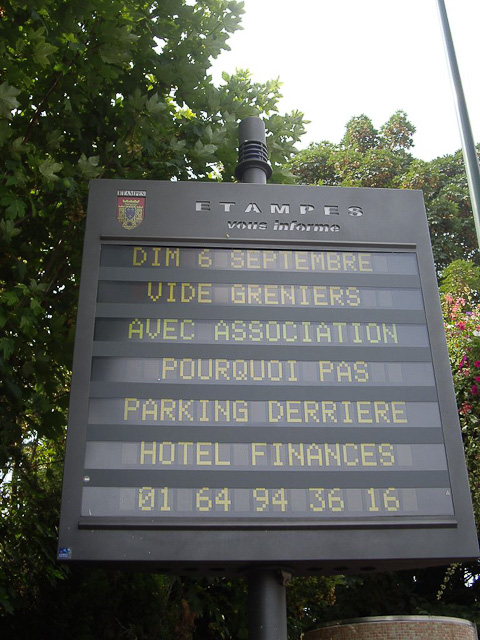 ETAMPES
ETAMPES
vous informe
DIM 6 SEPTEMBRE
VIDE GRENIERS
AVEC ASSOCIATION
POURQUOI PAS
PARKING DERRIERE
HOTEL FINANCES
01 64 94 36 16